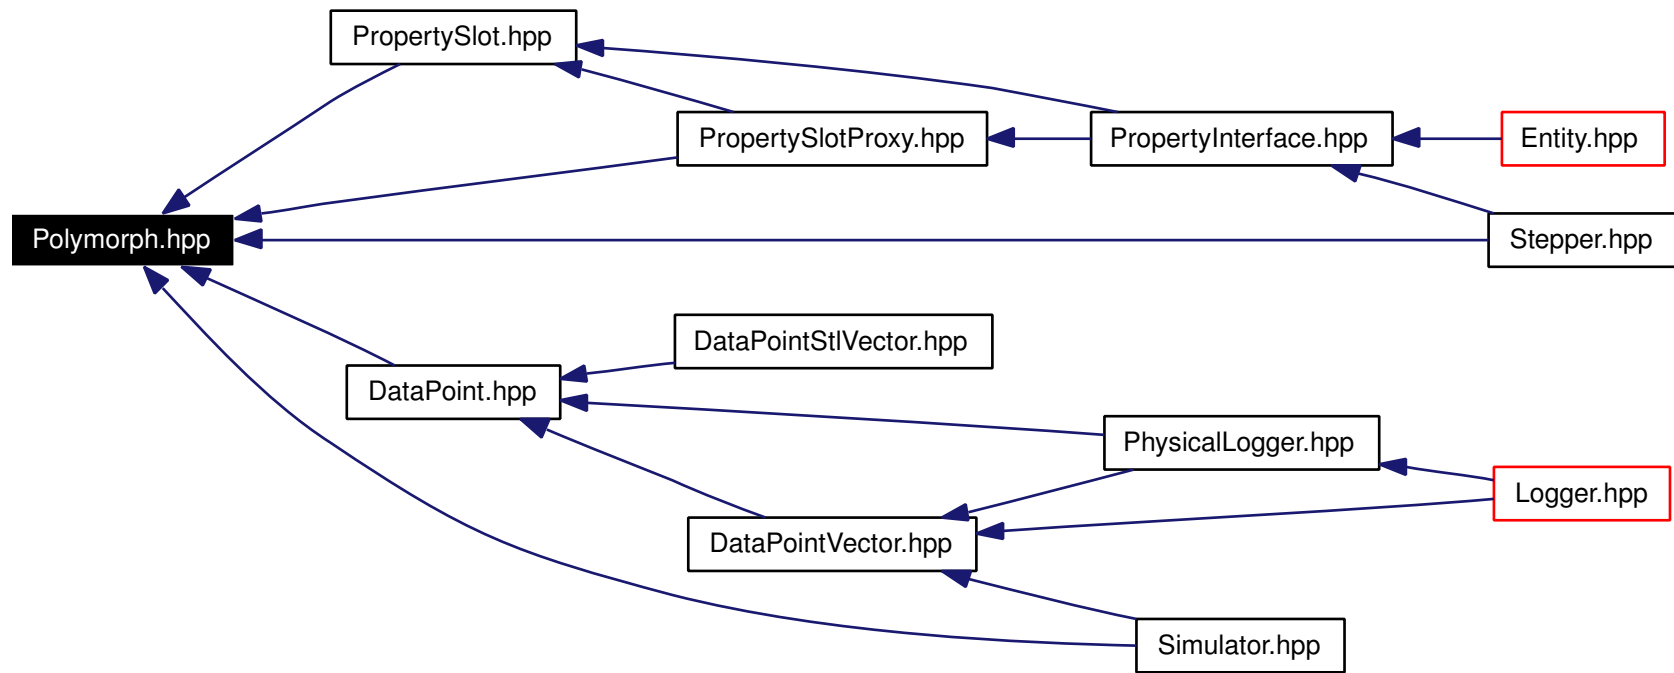 PropertySlot.hpp
PropertySlotProxy.hpp
PropertyInterface.hpp
Entity.hpp
Polymorph.hpp
Stepper.hpp
DataPointStlVector.hpp
DataPoint.hpp
PhysicalLogger.hpp
Logger.hpp
DataPointVector.hpp
Simulator.hpp